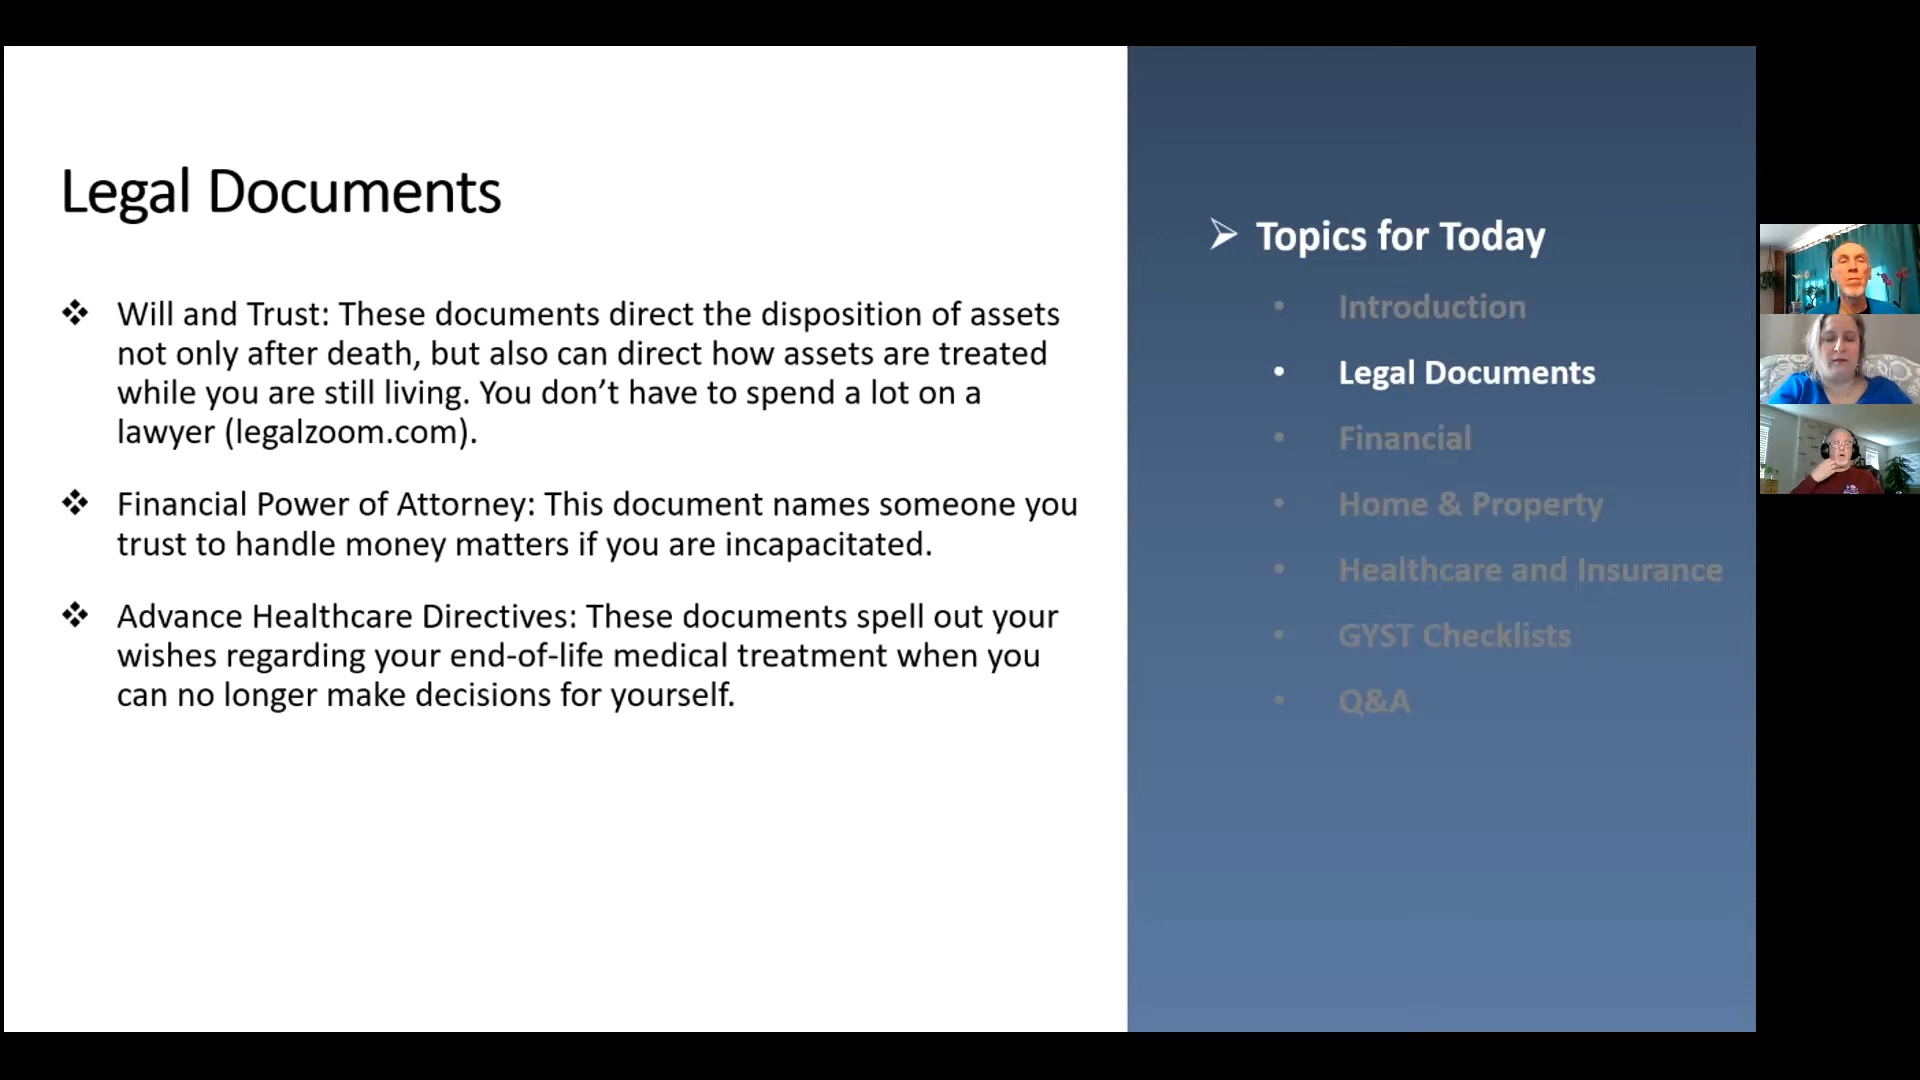 Legal Documents
❖ Will and Trust: These documents direct the disposition of assets
not only after death, but also can direct how assets are treated
while you are still living. You don’t have to spend a lot on a
lawyer (legalzoom.com).
❖ Financial Power of Attorney: This document names someone you
trust to handle money matters if you are incapacitated.
❖ Advance Healthcare Directives: These documents spell out your
wishes regarding your end-of-life medical treatment when you
can no longer make decisions for yourself.
➢ Topics for Today
• Introduction
• Legal Documents
• Financial
• Home & Property
• Healthcare and Insurance
• GYST Checklists
• Q&A